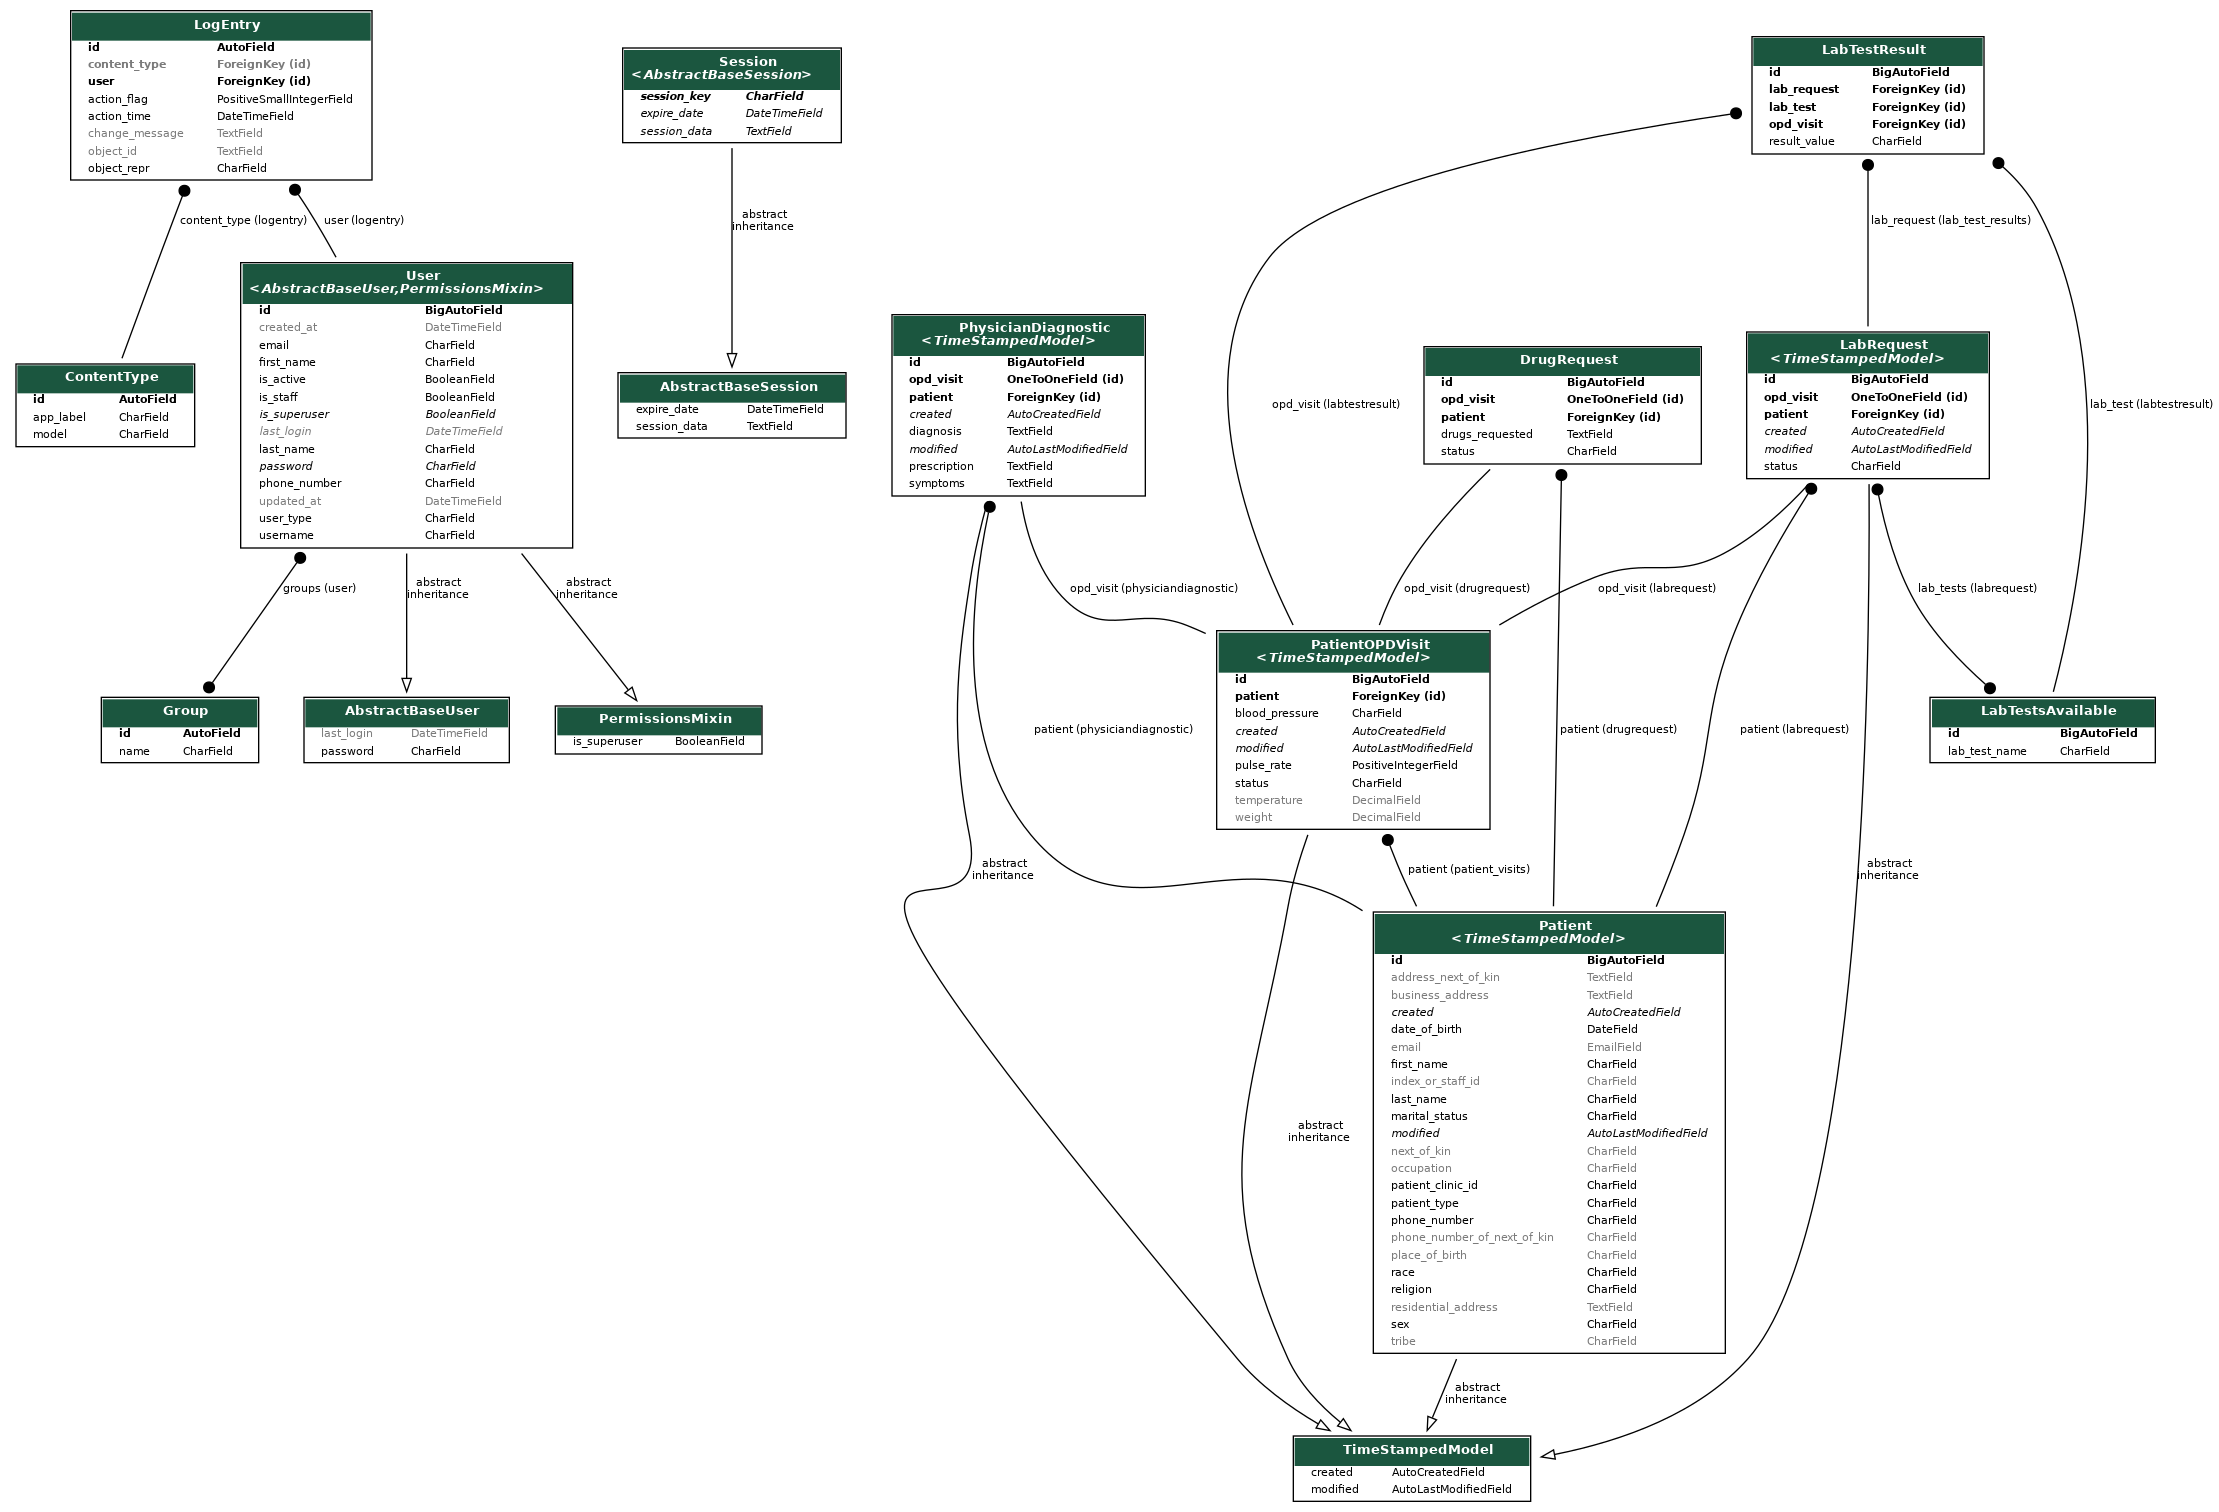 LogEntry
id AutoField
content_type ForeignKey (id)
user ForeignKey (id)
action_flag PositiveSmallIntegerField
action_time DateTimeField
change_message TextField
object_id TextField
object_repr CharField
content_type (logentry)
user (logentry)
ContentType
id AutoField
app_label CharField
model CharField
User
<AbstractBaseUser,PermissionsMixin>
id BigAutoField
created_at DateTimeField
email CharField
first_name CharField
is_active BooleanField
is_staff BooleanField
is_superuser BooleanField
last_login DateTimeField
last_name CharField
password CharField
phone_number CharField
updated_at DateTimeField
user_type CharField
username CharField
groups (user)
abstract
inheritance
abstract
inheritance
Group
id AutoField
name CharField
AbstractBaseUser
last_login DateTimeField
password CharField
PermissionsMixin
is_superuser BooleanField
Session
<AbstractBaseSession>
session_key CharField
expire_date DateTimeField
session_data TextField
abstract
inheritance
AbstractBaseSession
expire_date DateTimeField
session_data TextField
LabTestResult
id BigAutoField
lab_request ForeignKey (id)
lab_test ForeignKey (id)
opd_visit ForeignKey (id)
result_value CharField
lab_request (lab_test_results)
opd_visit (labtestresult)
lab_test (labtestresult)
PhysicianDiagnostic
<TimeStampedModel>
id BigAutoField
opd_visit OneToOneField (id)
patient ForeignKey (id)
created AutoCreatedField
diagnosis TextField
modified AutoLastModifiedField
prescription TextField
symptoms TextField
DrugRequest
id BigAutoField
opd_visit OneToOneField (id)
patient ForeignKey (id)
drugs_requested TextField
status CharField
LabRequest
<TimeStampedModel>
id BigAutoField
opd_visit OneToOneField (id)
patient ForeignKey (id)
created AutoCreatedField
modified AutoLastModifiedField
status CharField
opd_visit (physiciandiagnostic)
opd_visit (drugrequest)
opd_visit (labrequest)
lab_tests (labrequest)
PatientOPDVisit
<TimeStampedModel>
id BigAutoField
patient ForeignKey (id)
blood_pressure CharField
created AutoCreatedField
modified AutoLastModifiedField
pulse_rate PositiveIntegerField
status CharField
temperature DecimalField
weight DecimalField
LabTestsAvailable
id BigAutoField
lab_test_name CharField
patient (physiciandiagnostic)
patient (drugrequest)
patient (labrequest)
abstract
inheritance
patient (patient_visits)
abstract
inheritance
Patient
<TimeStampedModel>
id BigAutoField
address_next_of_kin TextField
business_address TextField
created AutoCreatedField
date_of_birth DateField
email EmailField
first_name CharField
index_or_staff_id CharField
last_name CharField
marital_status CharField
modified AutoLastModifiedField
next_of_kin CharField
occupation CharField
patient_clinic_id CharField
patient_type CharField
phone_number CharField
phone_number_of_next_of_kin CharField
place_of_birth CharField
race CharField
religion CharField
residential_address TextField
sex CharField
tribe CharField
abstract
inheritance
abstract
inheritance
TimeStampedModel
created AutoCreatedField
modified AutoLastModifiedField